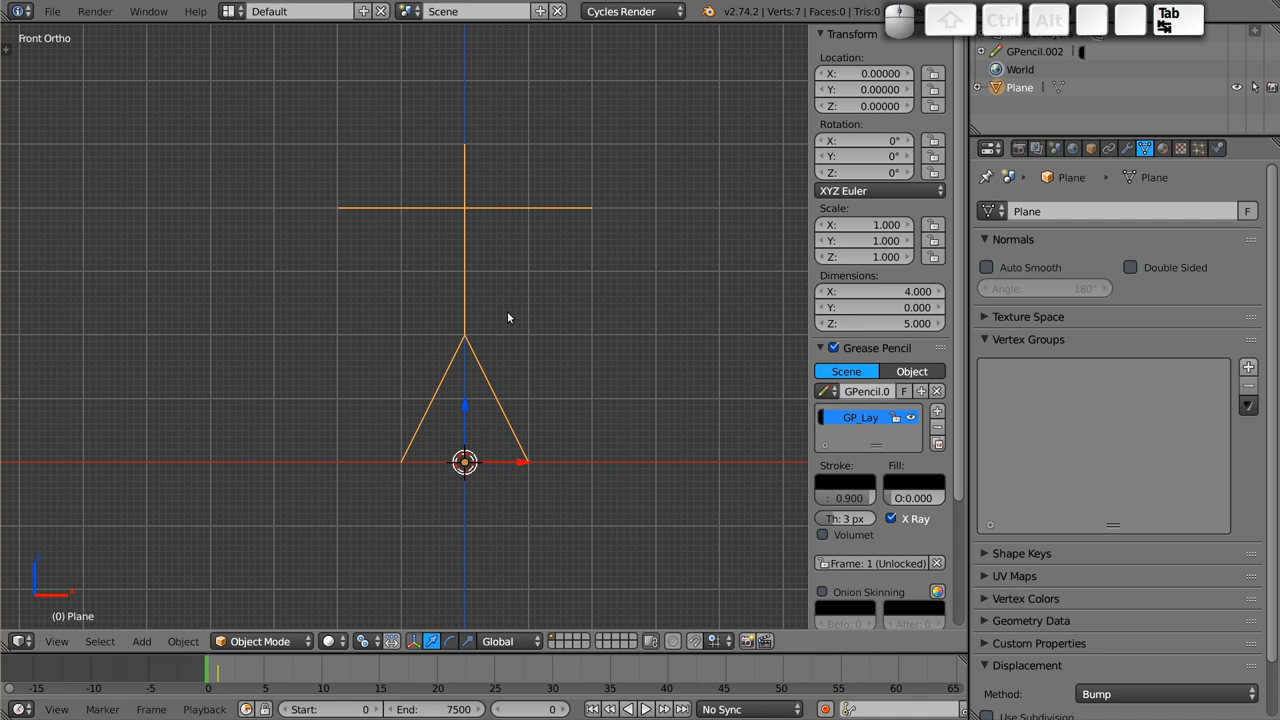 File Render Window Help Default Scene Cycles Render v2.74.2 | Verts:7 | Faces:0 | Tris:0 Ctrl Alt Tab
Front Ortho
Transform
Location:
X: 0.00000
Y: 0.00000
Z: 0.00000
Rotation:
X: 0°
Y: 0°
Z: 0°
XYZ Euler
Scale:
X: 1.000
Y: 1.000
Z: 1.000
Dimensions:
X: 4.000
Y: 0.000
Z: 5.000
Grease Pencil
Scene Object
GPencil.0 F
GP_Lay
Stroke: Fill:
: 0.900 O:0.000
Th: 3 px X Ray
Volumet
Frame: 1 (Unlocked)
Onion Skinning
Befo: 0 After: 0
GPencil.002
World
Plane
Plane Plane
Plane F
Normals
Auto Smooth Double Sided
Angle: 180°
Texture Space
Vertex Groups
Shape Keys
UV Maps
Vertex Colors
Geometry Data
Custom Properties
Displacement
Method: Bump
Use Subdivision
x
(0) Plane
View Select Add Object Object Mode Global
-15 -10 -5 0 5 10 15 20 25 30 35 40 45 50 55 60 65
View Marker Frame Playback Start: 0 End: 7500 0 No Sync